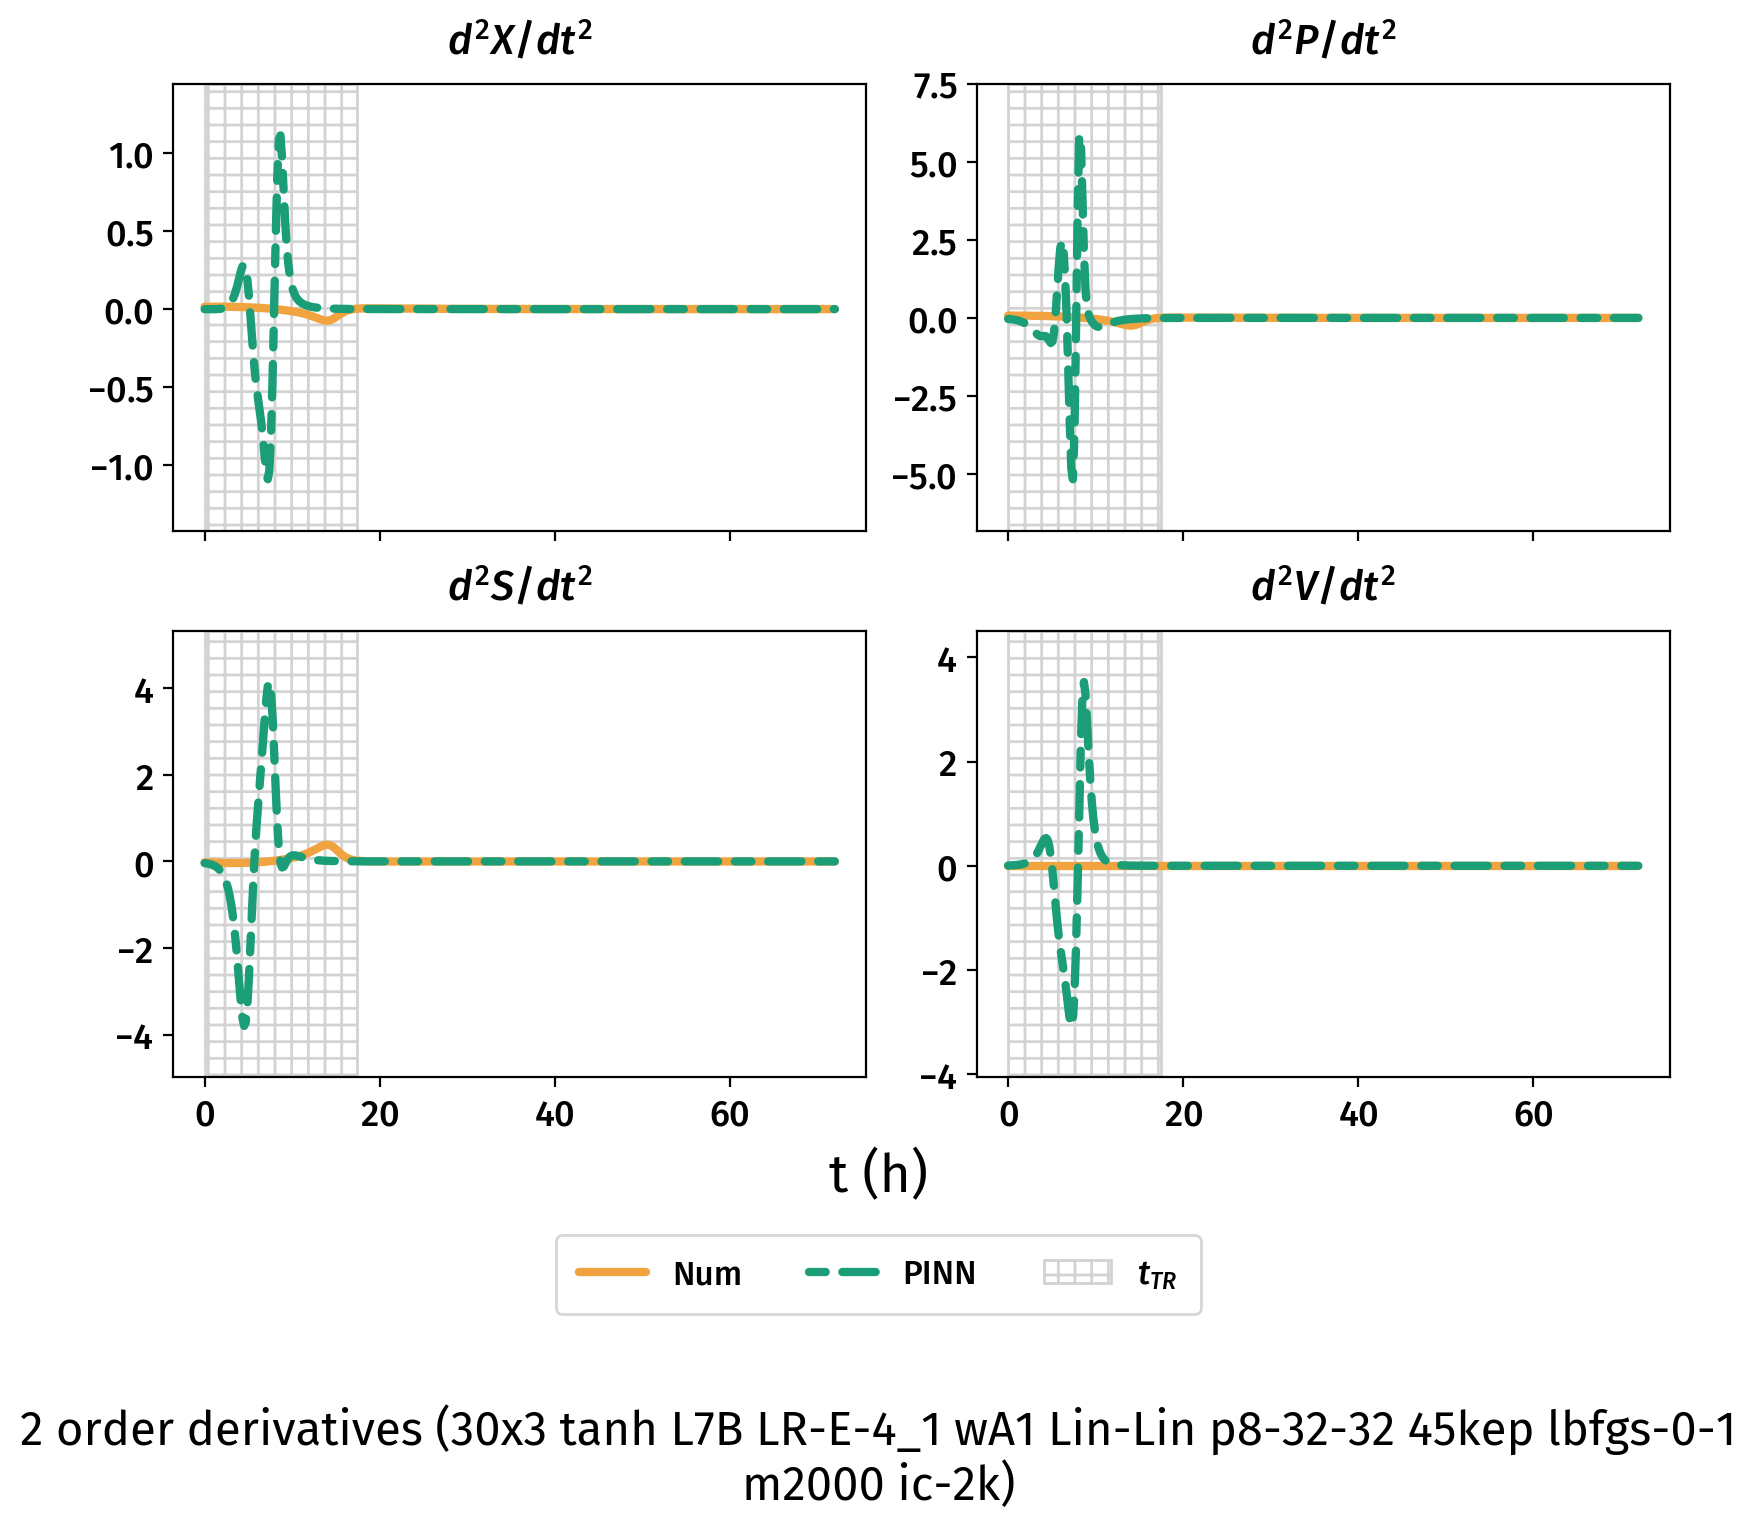 d²X/dt²
d²P/dt²
1.0
0.5
0.0
−0.5
−1.0
7.5
5.0
2.5
0.0
−2.5
−5.0
d²S/dt²
d²V/dt²
4
2
0
−2
−4
4
2
0
−2
−4
0 20 40 60
0 20 40 60
t (h)
Num PINN t_TR
2 order derivatives (30x3 tanh L7B LR-E-4_1 wA1 Lin-Lin p8-32-32 45kep lbfgs-0-1
m2000 ic-2k)